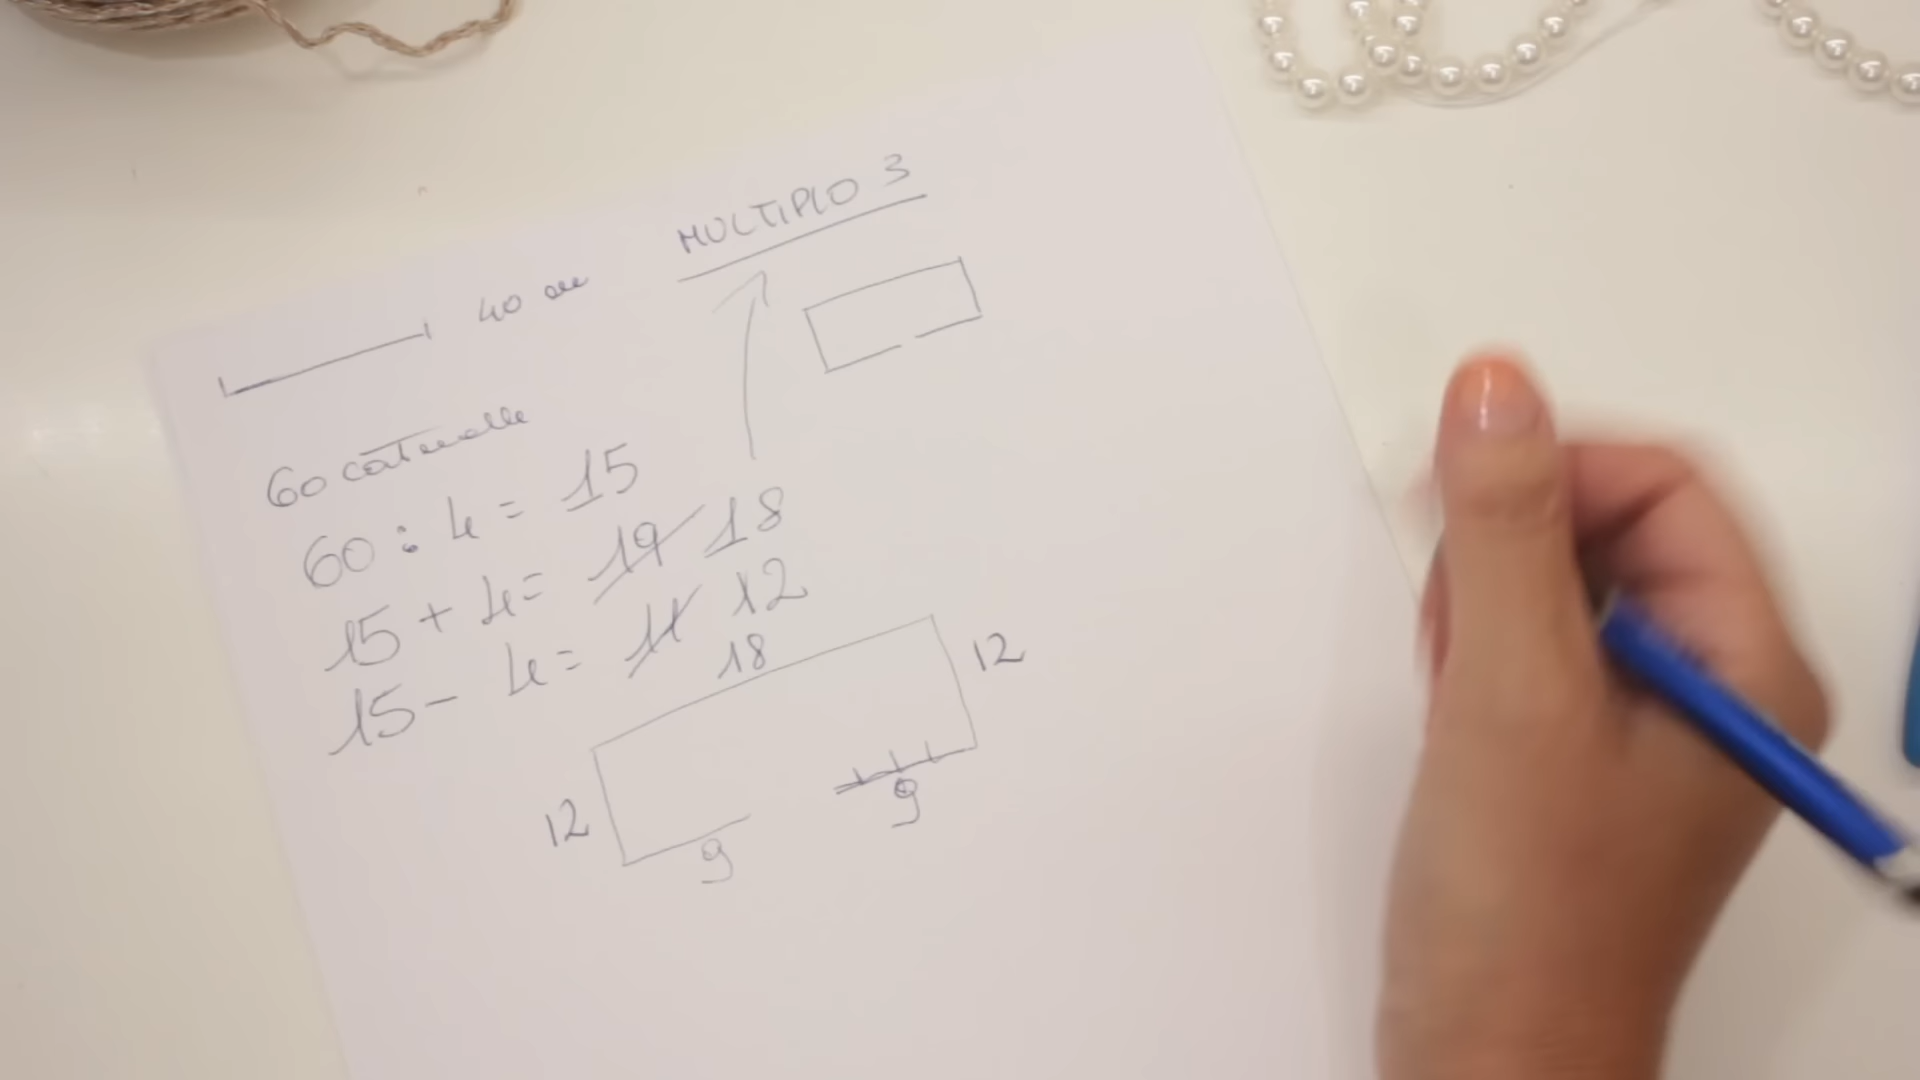 MULTIPLO 3
40 cm
60 catenelle
60 : 4 = 15
15 + 4 = 19 18
15 - 4 = 11 12
18
12
12
9
9